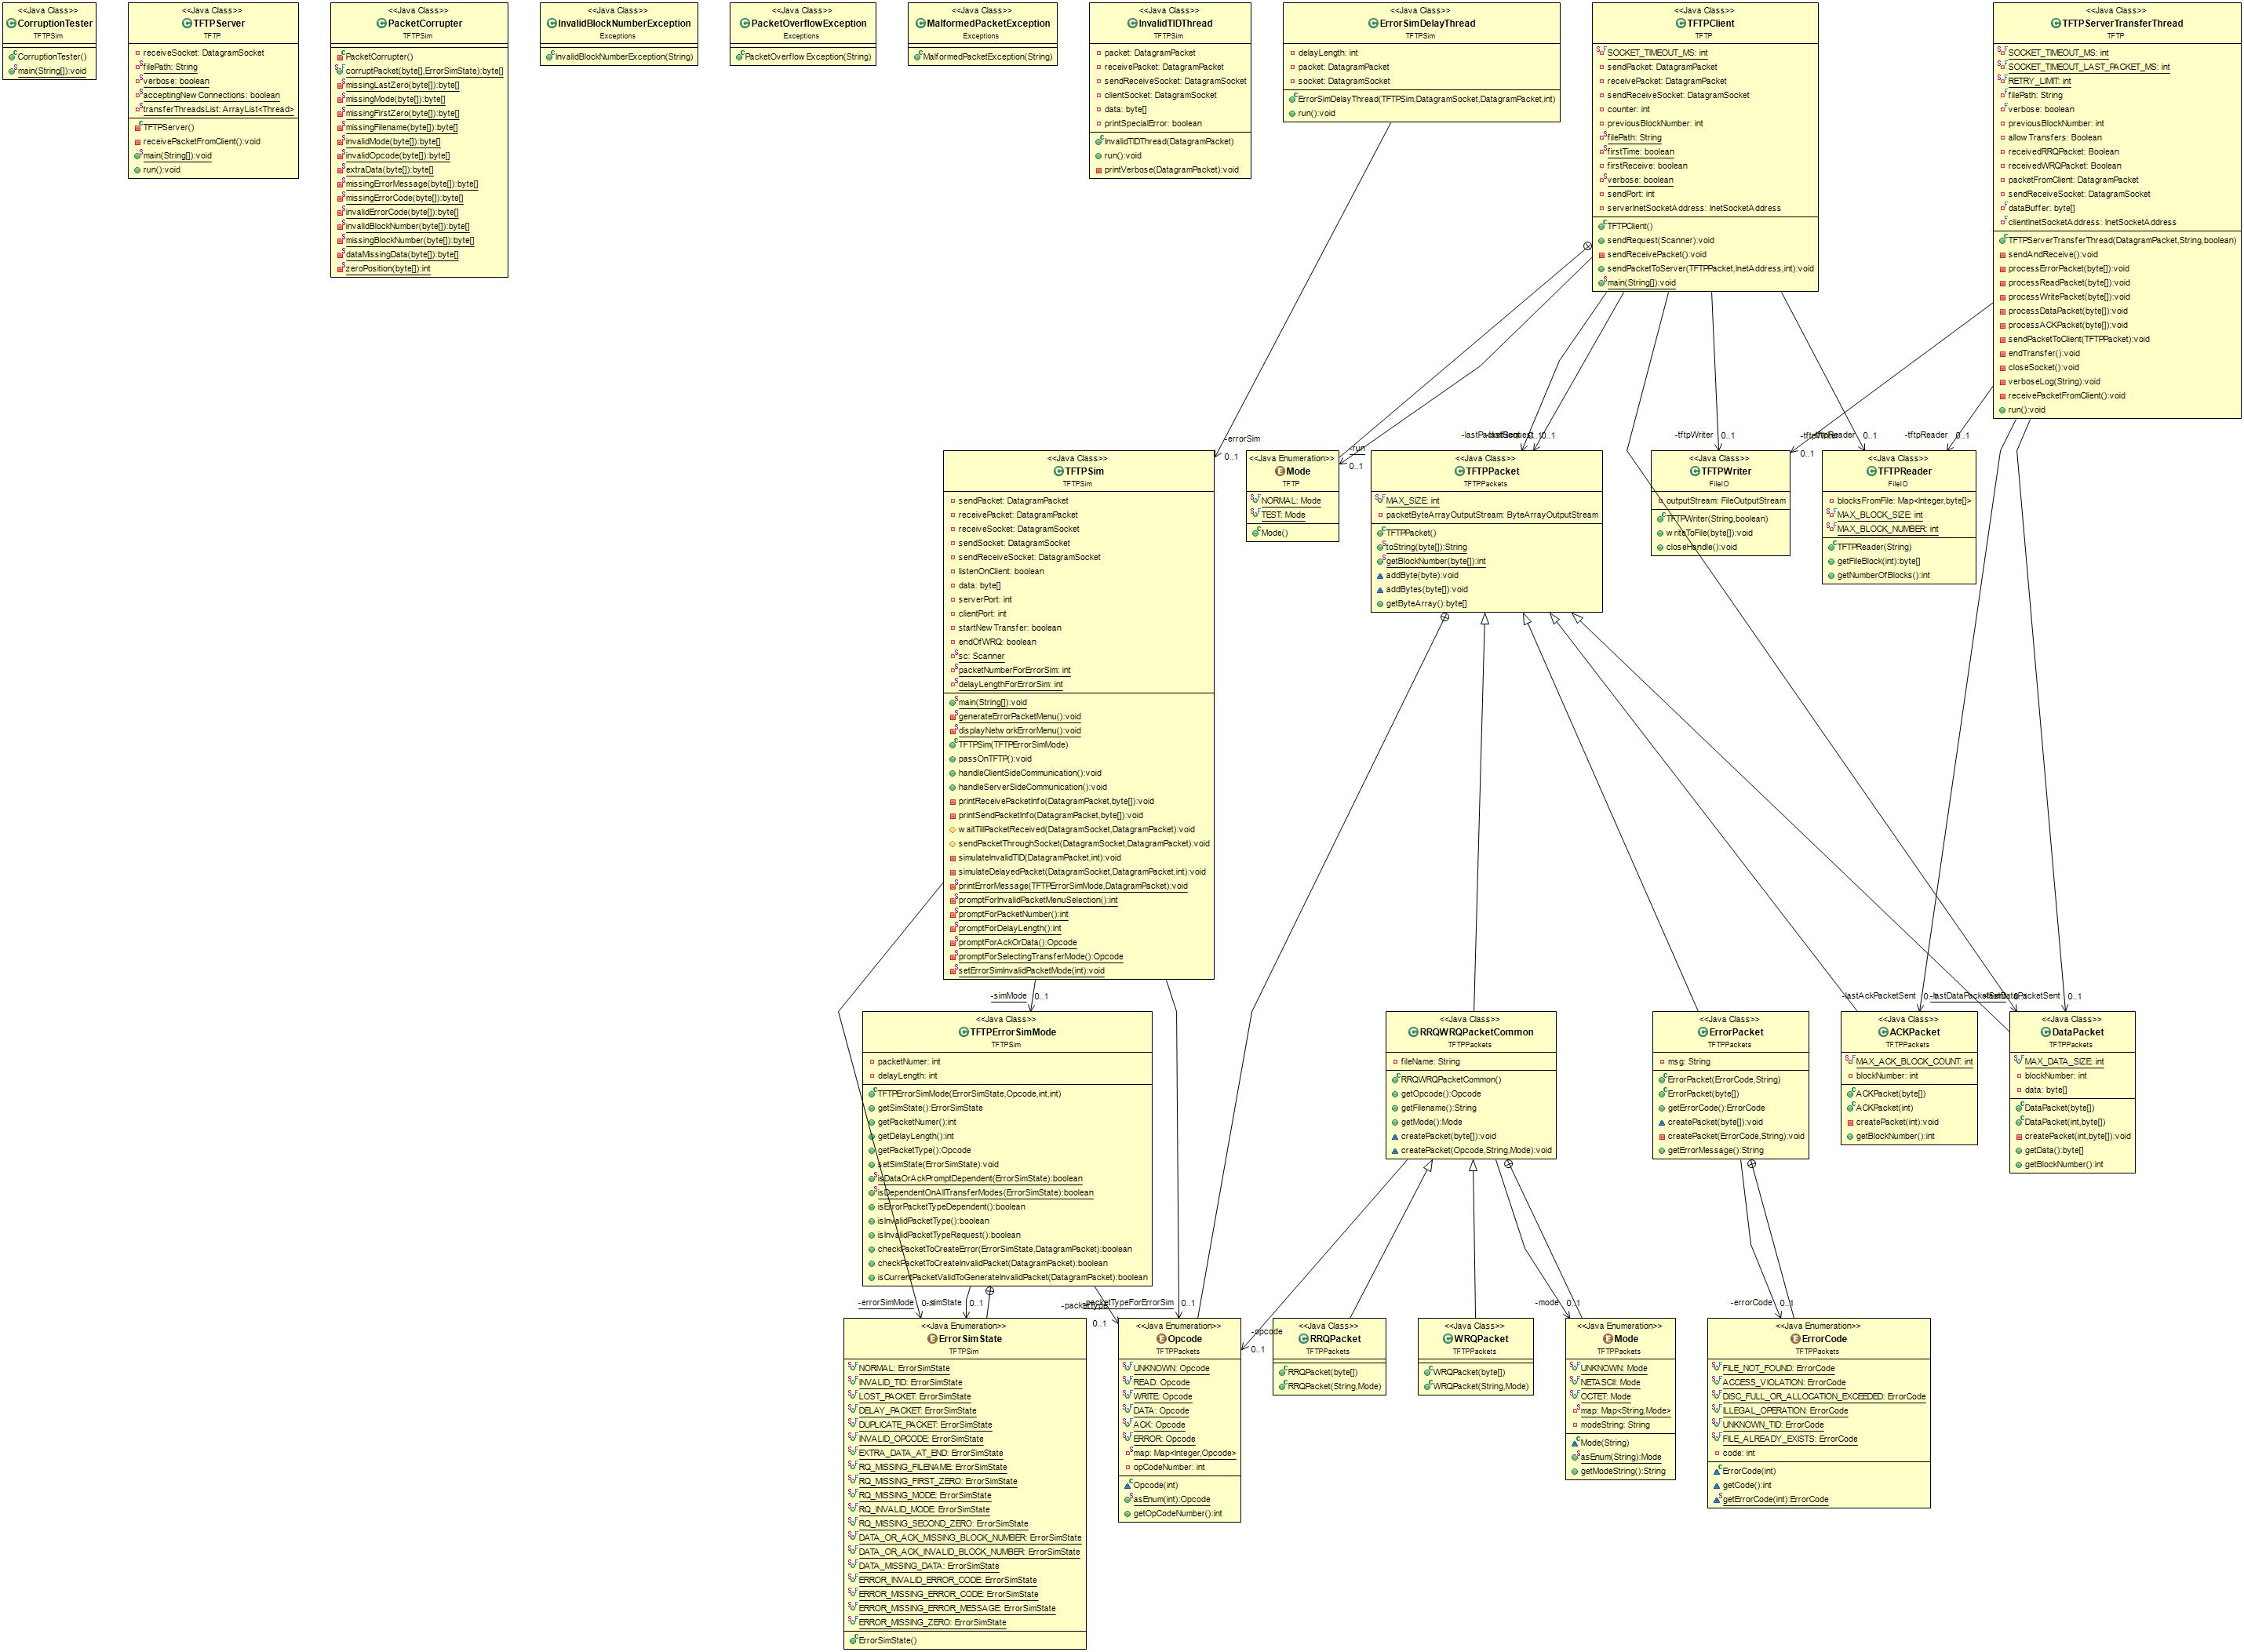 <<Java Class>>
CorruptionTester
TFTPSim
CorruptionTester()
main(String[]):void
<<Java Class>>
TFTPServer
TFTP
receiveSocket: DatagramSocket
filePath: String
verbose: boolean
acceptingNewConnections: boolean
transferThreadsList: ArrayList<Thread>
TFTPServer()
receivePacketFromClient():void
main(String[]):void
run():void
<<Java Class>>
PacketCorrupter
TFTPSim
PacketCorrupter()
corruptPacket(byte[],ErrorSimState):byte[]
missingLastZero(byte[]):byte[]
missingMode(byte[]):byte[]
missingFirstZero(byte[]):byte[]
missingFilename(byte[]):byte[]
invalidMode(byte[]):byte[]
invalidOpcode(byte[]):byte[]
extraData(byte[]):byte[]
missingErrorMessage(byte[]):byte[]
missingErrorCode(byte[]):byte[]
invalidErrorCode(byte[]):byte[]
invalidBlockNumber(byte[]):byte[]
missingBlockNumber(byte[]):byte[]
dataMissingData(byte[]):byte[]
zeroPosition(byte[]):int
<<Java Class>>
InvalidBlockNumberException
Exceptions
InvalidBlockNumberException(String)
<<Java Class>>
PacketOverflowException
Exceptions
PacketOverflowException(String)
<<Java Class>>
MalformedPacketException
Exceptions
MalformedPacketException(String)
<<Java Class>>
InvalidTIDThread
TFTPSim
packet: DatagramPacket
receivePacket: DatagramPacket
sendReceiveSocket: DatagramSocket
clientSocket: DatagramSocket
data: byte[]
printSpecialError: boolean
InvalidTIDThread(DatagramPacket)
run():void
printVerbose(DatagramPacket):void
<<Java Class>>
ErrorSimDelayThread
TFTPSim
delayLength: int
packet: DatagramPacket
socket: DatagramSocket
ErrorSimDelayThread(TFTPSim,DatagramSocket,DatagramPacket,int)
run():void
<<Java Class>>
TFTPClient
TFTP
SOCKET_TIMEOUT_MS: int
sendPacket: DatagramPacket
receivePacket: DatagramPacket
sendReceiveSocket: DatagramSocket
counter: int
previousBlockNumber: int
filePath: String
firstTime: boolean
firstReceive: boolean
verbose: boolean
sendPort: int
serverInetSocketAddress: InetSocketAddress
TFTPClient()
sendRequest(Scanner):void
sendReceivePacket():void
sendPacketToServer(TFTPPacket,InetAddress,int):void
main(String[]):void
<<Java Class>>
TFTPServerTransferThread
TFTP
SOCKET_TIMEOUT_MS: int
SOCKET_TIMEOUT_LAST_PACKET_MS: int
RETRY_LIMIT: int
filePath: String
verbose: boolean
previousBlockNumber: int
allowTransfers: Boolean
receivedRRQPacket: Boolean
receivedWRQPacket: Boolean
packetFromClient: DatagramPacket
sendReceiveSocket: DatagramSocket
dataBuffer: byte[]
clientInetSocketAddress: InetSocketAddress
TFTPServerTransferThread(DatagramPacket,String,boolean)
sendAndReceive():void
processErrorPacket(byte[]):void
processReadPacket(byte[]):void
processWritePacket(byte[]):void
processDataPacket(byte[]):void
processACKPacket(byte[]):void
sendPacketToClient(TFTPPacket):void
endTransfer():void
closeSocket():void
verboseLog(String):void
receivePacketFromClient():void
run():void
-errorSim
0..1
-run
0..1
-tftpWriter
0..1
0..1
-tftpReader
0..1
0..1
<<Java Class>>
TFTPSim
TFTPSim
sendPacket: DatagramPacket
receivePacket: DatagramPacket
receiveSocket: DatagramSocket
sendSocket: DatagramSocket
sendReceiveSocket: DatagramSocket
listenOnClient: boolean
data: byte[]
serverPort: int
clientPort: int
startNewTransfer: boolean
endOfWRQ: boolean
sc: Scanner
packetNumberForErrorSim: int
delayLengthForErrorSim: int
main(String[]):void
generateErrorPacketMenu():void
displayNetworkErrorMenu():void
TFTPSim(TFTPErrorSimMode)
passOnTFTP():void
handleClientSideCommunication():void
handleServerSideCommunication():void
printReceivePacketInfo(DatagramPacket,byte[]):void
printSendPacketInfo(DatagramPacket,byte[]):void
waitTillPacketReceived(DatagramSocket,DatagramPacket):void
sendPacketThroughSocket(DatagramSocket,DatagramPacket):void
simulateInvalidTID(DatagramPacket,int):void
simulateDelayedPacket(DatagramSocket,DatagramPacket,int):void
printErrorMessage(TFTPErrorSimMode,DatagramPacket):void
promptForInvalidPacketMenuSelection():int
promptForPacketNumber():int
promptForDelayLength():int
promptForAckOrData():Opcode
promptForSelectingTransferMode():Opcode
setErrorSimInvalidPacketMode(int):void
<<Java Enumeration>>
Mode
TFTP
NORMAL: Mode
TEST: Mode
Mode()
<<Java Class>>
TFTPPacket
TFTPPackets
MAX_SIZE: int
packetByteArrayOutputStream: ByteArrayOutputStream
TFTPPacket()
toString(byte[]):String
getBlockNumber(byte[]):int
addByte(byte):void
addBytes(byte[]):void
getByteArray():byte[]
<<Java Class>>
TFTPWriter
FileIO
outputStream: FileOutputStream
TFTPWriter(String,boolean)
writeToFile(byte[]):void
closeHandle():void
<<Java Class>>
TFTPReader
FileIO
blocksFromFile: Map<Integer,byte[]>
MAX_BLOCK_SIZE: int
MAX_BLOCK_NUMBER: int
TFTPReader(String)
getFileBlock(int):byte[]
getNumberOfBlocks():int
-simMode
0..1
-lastAckPacketSent
0..1
<<Java Class>>
TFTPErrorSimMode
TFTPSim
packetNumer: int
delayLength: int
TFTPErrorSimMode(ErrorSimState,Opcode,int,int)
getSimState():ErrorSimState
getPacketNumer():int
getDelayLength():int
getPacketType():Opcode
setSimState(ErrorSimState):void
isDataOrAckPromptDependent(ErrorSimState):boolean
isDependentOnAllTransferModes(ErrorSimState):boolean
isErrorPacketTypeDependent():boolean
isInvalidPacketType():boolean
isInvalidPacketTypeRequest():boolean
checkPacketToCreateError(ErrorSimState,DatagramPacket):boolean
checkPacketToCreateInvalidPacket(DatagramPacket):boolean
isCurrentPacketValidToGenerateInvalidPacket(DatagramPacket):boolean
<<Java Class>>
RRQWRQPacketCommon
TFTPPackets
fileName: String
RRQWRQPacketCommon()
getOpcode():Opcode
getFilename():String
getMode():Mode
createPacket(byte[]):void
createPacket(Opcode,String,Mode):void
<<Java Class>>
ErrorPacket
TFTPPackets
msg: String
ErrorPacket(ErrorCode,String)
ErrorPacket(byte[])
getErrorCode():ErrorCode
createPacket(byte[]):void
createPacket(ErrorCode,String):void
getErrorMessage():String
<<Java Class>>
ACKPacket
TFTPPackets
MAX_ACK_BLOCK_COUNT: int
blockNumber: int
ACKPacket(byte[])
ACKPacket(int)
createPacket(int):void
getBlockNumber():int
<<Java Class>>
DataPacket
TFTPPackets
MAX_DATA_SIZE: int
blockNumber: int
data: byte[]
DataPacket(byte[])
DataPacket(int,byte[])
createPacket(int,byte[]):void
getData():byte[]
getBlockNumber():int
-errorSimMode
-simState
0..1
-packetTypeForErrorSim
0..1
0..1
-opcode
0..1
-mode
0..1
-errorCode
0..1
<<Java Enumeration>>
ErrorSimState
TFTPSim
NORMAL: ErrorSimState
INVALID_TID: ErrorSimState
LOST_PACKET: ErrorSimState
DELAY_PACKET: ErrorSimState
DUPLICATE_PACKET: ErrorSimState
INVALID_OPCODE: ErrorSimState
EXTRA_DATA_AT_END: ErrorSimState
RQ_MISSING_FILENAME: ErrorSimState
RQ_MISSING_FIRST_ZERO: ErrorSimState
RQ_MISSING_MODE: ErrorSimState
RQ_INVALID_MODE: ErrorSimState
RQ_MISSING_SECOND_ZERO: ErrorSimState
DATA_OR_ACK_MISSING_BLOCK_NUMBER: ErrorSimState
DATA_OR_ACK_INVALID_BLOCK_NUMBER: ErrorSimState
DATA_MISSING_DATA: ErrorSimState
ERROR_INVALID_ERROR_CODE: ErrorSimState
ERROR_MISSING_ERROR_CODE: ErrorSimState
ERROR_MISSING_ERROR_MESSAGE: ErrorSimState
ERROR_MISSING_ZERO: ErrorSimState
ErrorSimState()
<<Java Enumeration>>
Opcode
TFTPPackets
UNKNOWN: Opcode
READ: Opcode
WRITE: Opcode
DATA: Opcode
ACK: Opcode
ERROR: Opcode
map: Map<Integer,Opcode>
opCodeNumber: int
Opcode(int)
asEnum(int):Opcode
getOpCodeNumber():int
<<Java Class>>
RRQPacket
TFTPPackets
RRQPacket(byte[])
RRQPacket(String,Mode)
<<Java Class>>
WRQPacket
TFTPPackets
WRQPacket(byte[])
WRQPacket(String,Mode)
<<Java Enumeration>>
Mode
TFTPPackets
UNKNOWN: Mode
NETASCII: Mode
OCTET: Mode
map: Map<String,Mode>
modeString: String
Mode(String)
asEnum(String):Mode
getModeString():String
<<Java Enumeration>>
ErrorCode
TFTPPackets
FILE_NOT_FOUND: ErrorCode
ACCESS_VIOLATION: ErrorCode
DISC_FULL_OR_ALLOCATION_EXCEEDED: ErrorCode
ILLEGAL_OPERATION: ErrorCode
UNKNOWN_TID: ErrorCode
FILE_ALREADY_EXISTS: ErrorCode
code: int
ErrorCode(int)
getCode():int
getErrorCode(int):ErrorCode